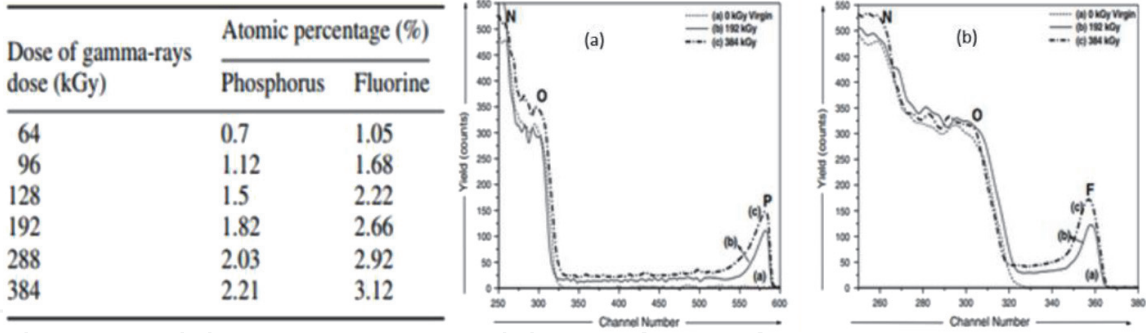 Dose of gamma-rays
dose (kGy)
Atomic percentage (%)
Phosphorus Fluorine
64 0.7 1.05
96 1.12 1.68
128 1.5 2.22
192 1.82 2.66
288 2.03 2.92
384 2.21 3.12
(a)
(a) 0 kGy Virgin
(b) 192 kGy
(c) 384 kGy
N
O
P
(c)
(b)
(a)
Yield (counts)
550
500
450
400
350
300
250
200
150
100
50
0
250 300 350 400 450 500 550 600
Channel Number
(b)
(a) 0 kGy Virgin
(b) 192 kGy
(c) 384 kGy
N
O
F
(c)
(b)
(a)
Yield (counts)
550
500
450
400
350
300
250
200
150
100
50
0
260 280 300 320 340 360 380
Channel Number